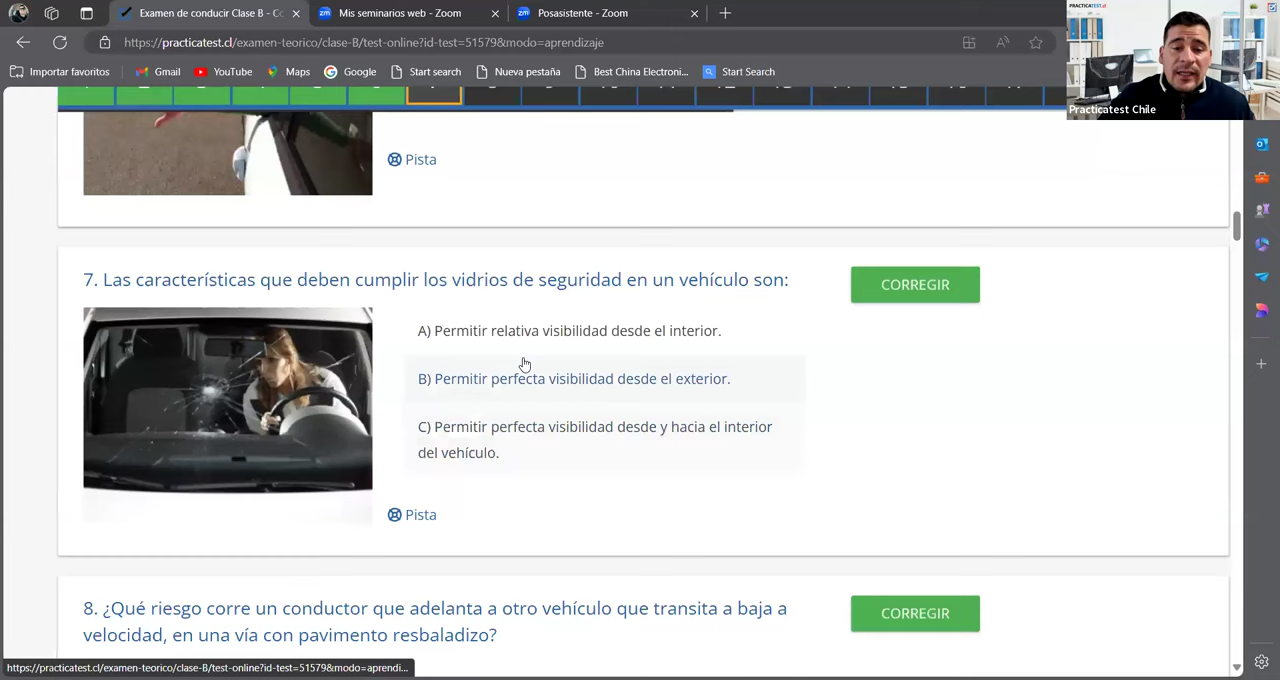 Examen de conducir Clase B - Cc
Mis seminarios web - Zoom
Posasistente - Zoom
PRACTICATEST.cl
https://practicatest.cl/examen-teorico/clase-B/test-online?id-test=51579&modo=aprendizaje
Importar favoritos
Gmail
YouTube
Maps
Google
Start search
Nueva pestaña
Best China Electroni...
Start Search
Practicatest Chile
Pista
7. Las características que deben cumplir los vidrios de seguridad en un vehículo son:
CORREGIR
A) Permitir relativa visibilidad desde el interior.
B) Permitir perfecta visibilidad desde el exterior.
C) Permitir perfecta visibilidad desde y hacia el interior
del vehículo.
Pista
8. ¿Qué riesgo corre un conductor que adelanta a otro vehículo que transita a baja a
velocidad, en una vía con pavimento resbaladizo?
CORREGIR
https://practicatest.cl/examen-teorico/clase-B/test-online?id-test=51579&modo=aprendi...